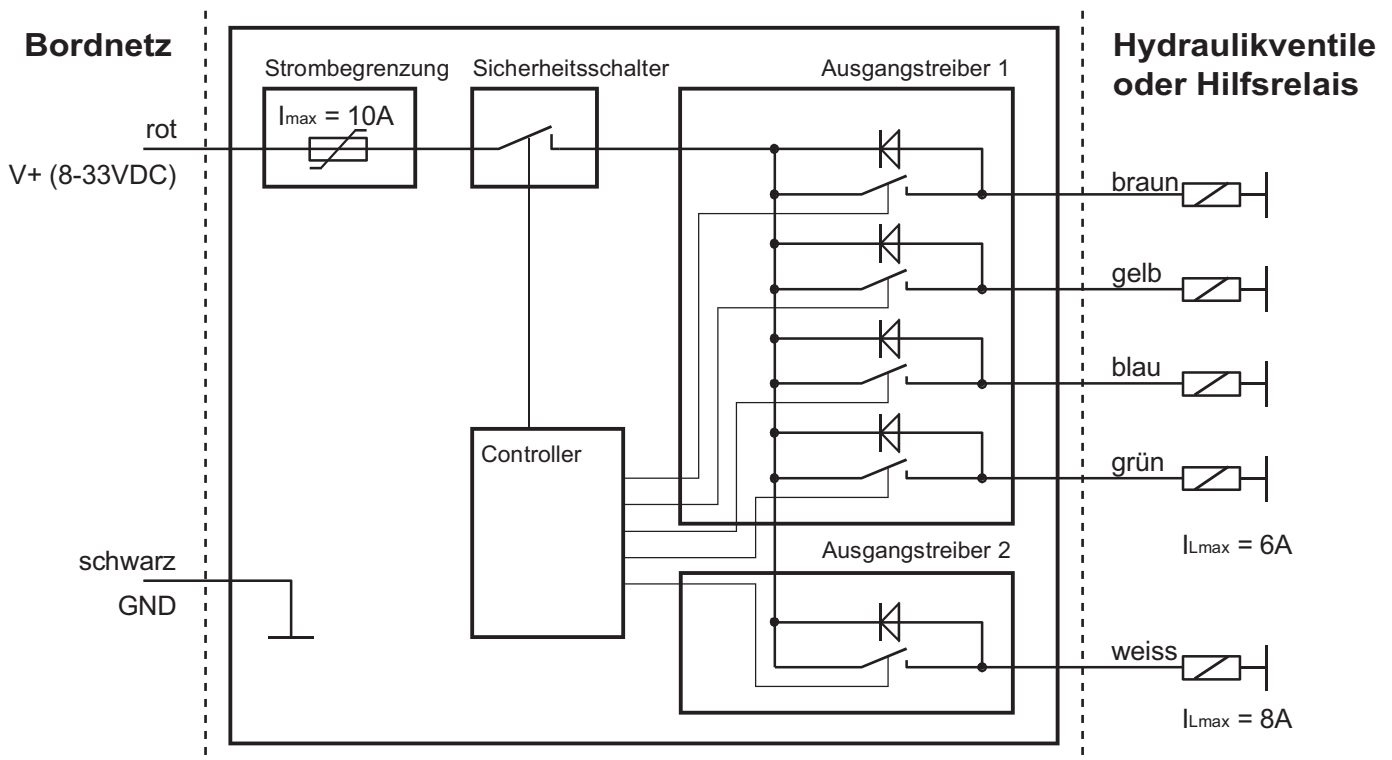 Bordnetz
Hydraulikventile
oder Hilfsrelais
Strombegrenzung
Sicherheitsschalter
Ausgangstreiber 1
Imax = 10A
rot
V+ (8-33VDC)
braun
gelb
blau
grün
Controller
ILmax = 6A
schwarz
GND
Ausgangstreiber 2
weiss
ILmax = 8A